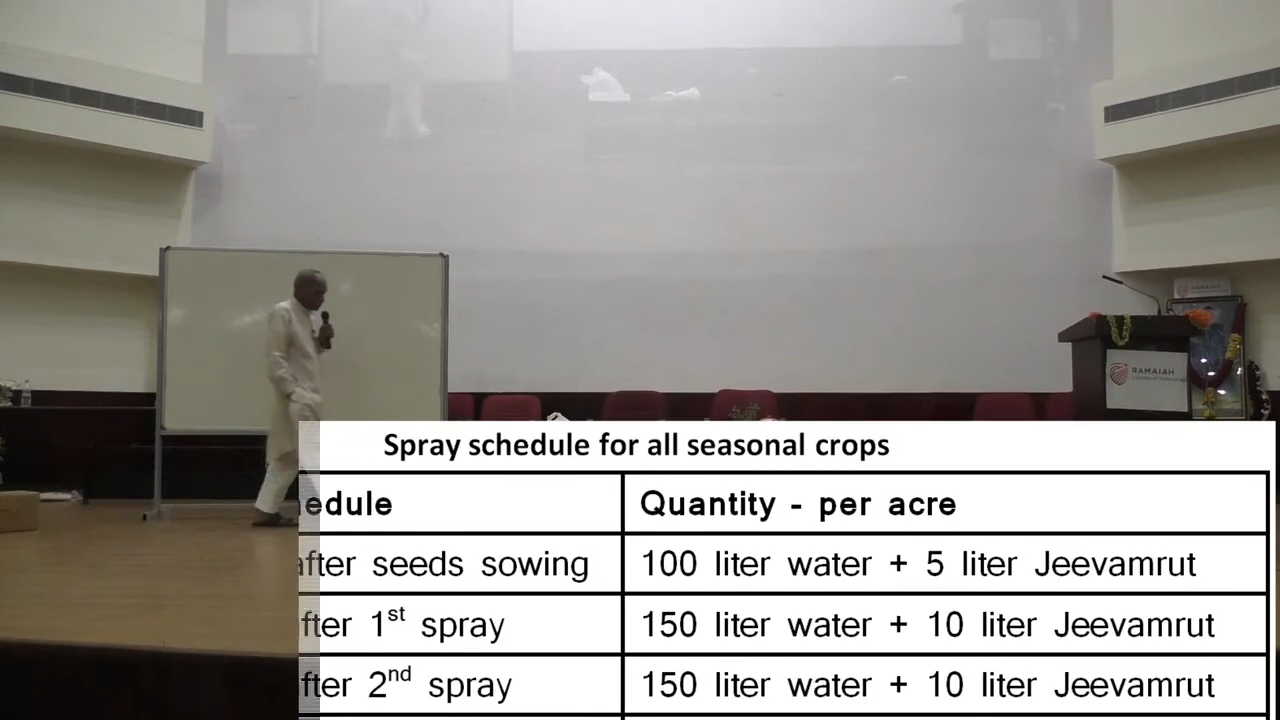 RAMAIAH
Spray schedule for all seasonal crops
edule
Quantity - per acre
after seeds sowing
100 liter water + 5 liter Jeevamrut
fter 1st spray
150 liter water + 10 liter Jeevamrut
fter 2nd spray
150 liter water + 10 liter Jeevamrut